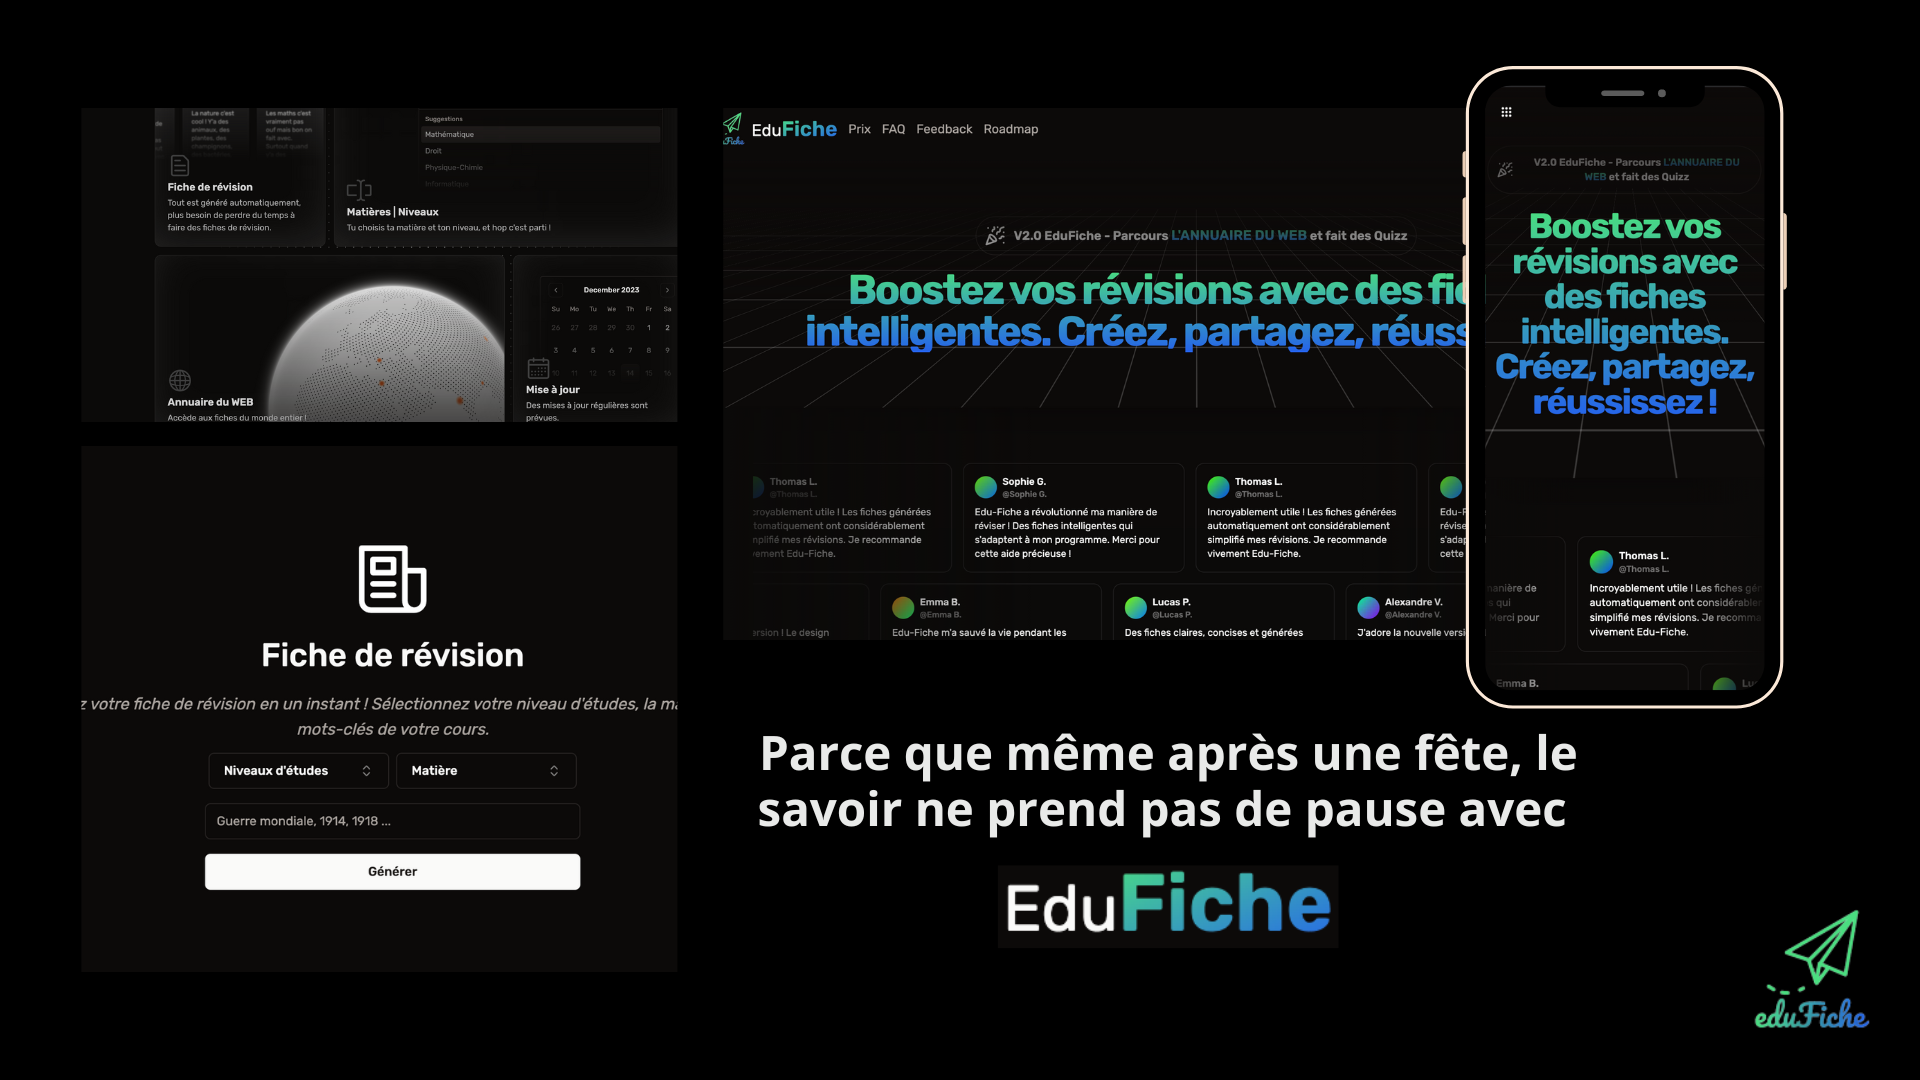 La nature c'est
cool ! Y'a des
animaux, des
plantes, des
champignons,
Les maths c'est
vraiment pas
ouf mais bon on
fait avec.
Surtout quand
Fiche de révision
Tout est généré automatiquement,
plus besoin de perdre du temps à
faire des fiches de révision.
Suggestions
Mathématique
Droit
Physique-Chimie
Informatique
Matières | Niveaux
Tu choisis ta matière et ton niveau, et hop c'est parti !
Annuaire du WEB
Accède aux fiches du monde entier !
December 2023
Su Mo Tu We Th Fr Sa
26 27 28 29 30 1 2
3 4 5 6 7 8 9
10 11 12 13 14 15 16
Mise à jour
Des mises à jour régulières sont
prévues.
Fiche de révision
z votre fiche de révision en un instant ! Sélectionnez votre niveau d'études, la ma
mots-clés de votre cours.
Niveaux d'études
Matière
Guerre mondiale, 1914, 1918 ...
Générer
EduFiche Prix FAQ Feedback Roadmap
V2.0 EduFiche - Parcours L'ANNUAIRE DU WEB et fait des Quizz
Boostez vos révisions avec des fic
intelligentes. Créez, partagez, réuss
Thomas L.
@Thomas L.
croyablement utile ! Les fiches générées
tomatiquement ont considérablement
mplifié mes révisions. Je recommande
vement Edu-Fiche.
Sophie G.
@Sophie G.
Edu-Fiche a révolutionné ma manière de
réviser ! Des fiches intelligentes qui
s'adaptent à mon programme. Merci pour
cette aide précieuse !
Thomas L.
@Thomas L.
Incroyablement utile ! Les fiches générées
automatiquement ont considérablement
simplifié mes révisions. Je recommande
vivement Edu-Fiche.
Edu-F
révise
s'adap
cette
ersion ! Le design
Emma B.
@Emma B.
Edu-Fiche m'a sauvé la vie pendant les
Lucas P.
@Lucas P.
Des fiches claires, concises et générées
Alexandre V.
@Alexandre V.
J'adore la nouvelle versi
V2.0 EduFiche - Parcours L'ANNUAIRE DU
WEB et fait des Quizz
Boostez vos
révisions avec
des fiches
intelligentes.
Créez, partagez,
réussissez !
manière de
s qui
Merci pour
Thomas L.
@Thomas L.
Incroyablement utile ! Les fiches gén
automatiquement ont considérablem
simplifié mes révisions. Je recomma
vivement Edu-Fiche.
Emma B.
Lu
Parce que même après une fête, le
savoir ne prend pas de pause avec
EduFiche
eduFiche